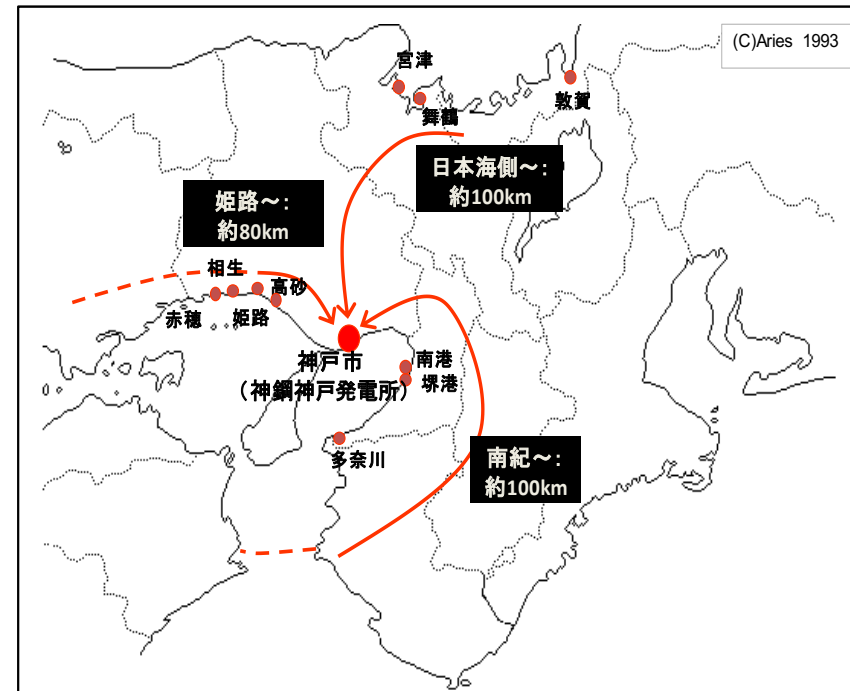 (C)Aries 1993
宮津
舞鶴
敦賀
日本海側～:
約100km
姫路～:
約80km
相生
高砂
赤穂
姫路
神戸市
（神鋼神戸発電所）
南港
堺港
多奈川
南紀～:
約100km